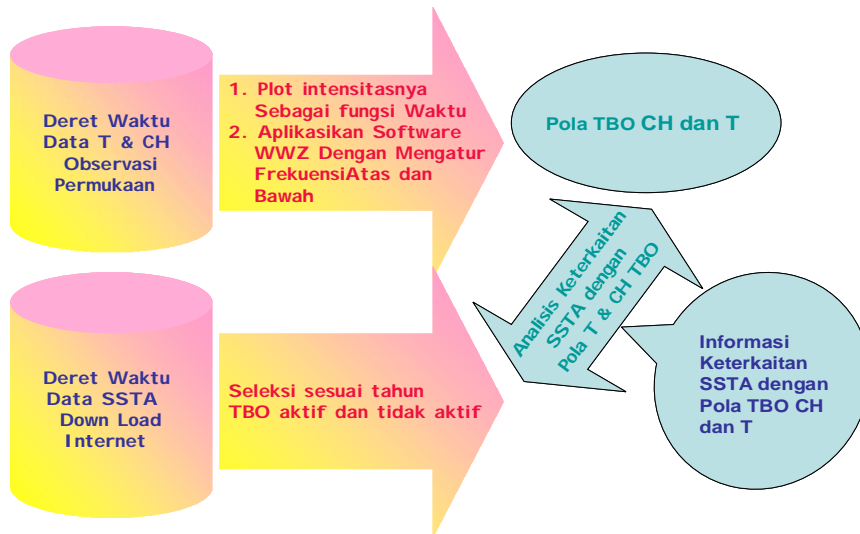 Deret Waktu
Data T & CH
Observasi
Permukaan
1. Plot intensitasnya
Sebagai fungsi Waktu
2. Aplikasikan Software
WWZ Dengan Mengatur
FrekuensiAtas dan
Bawah
Pola TBO CH dan T
Analisis Keterkaitan
SSTA dengan
Pola T & CH TBO
Deret Waktu
Data SSTA
Down Load
Internet
Seleksi sesuai tahun
TBO aktif dan tidak aktif
Informasi
Keterkaitan
SSTA dengan
Pola TBO CH
dan T